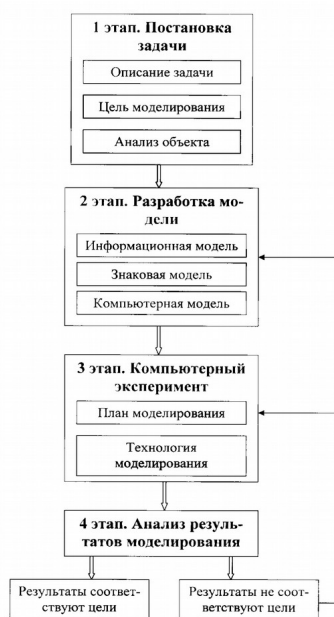 1 этап. Постановка
задачи
Описание задачи
Цель моделирования
Анализ объекта
2 этап. Разработка мо-
дели
Информационная модель
Знаковая модель
Компьютерная модель
3 этап. Компьютерный
эксперимент
План моделирования
Технология
моделирования
4 этап. Анализ резуль-
татов моделирования
Результаты соответ-
ствуют цели
Результаты не соот-
ветствуют цели